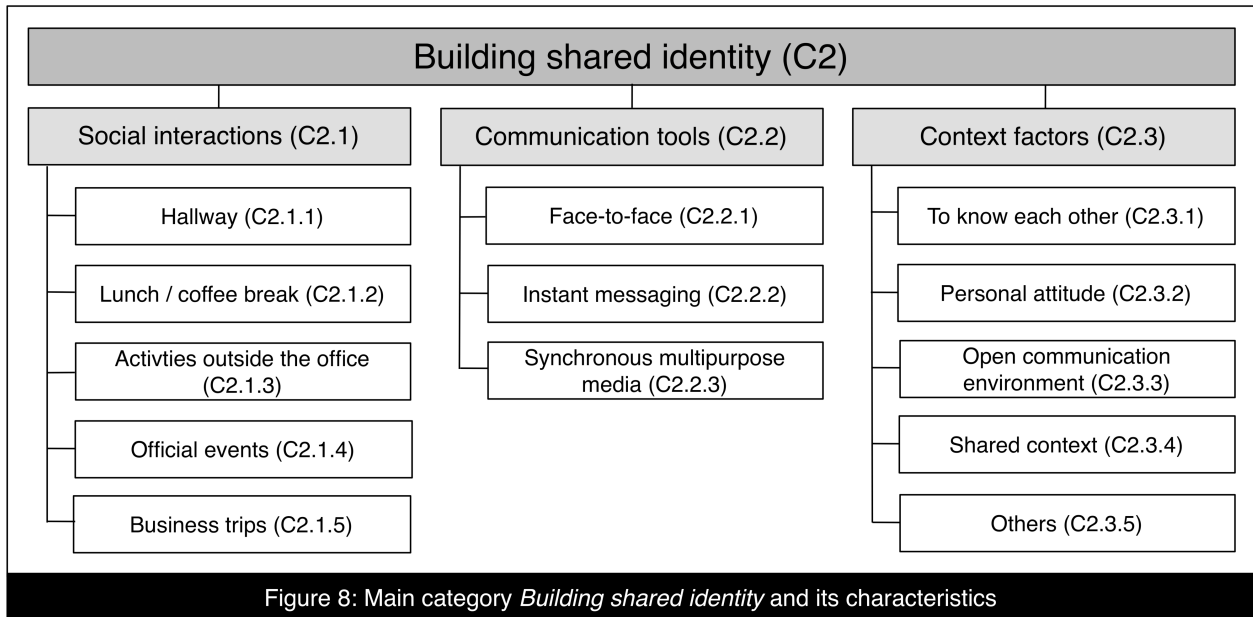 Building shared identity (C2)
Social interactions (C2.1)
Hallway (C2.1.1)
Lunch / coffee break (C2.1.2)
Activties outside the office
(C2.1.3)
Official events (C2.1.4)
Business trips (C2.1.5)
Communication tools (C2.2)
Face-to-face (C2.2.1)
Instant messaging (C2.2.2)
Synchronous multipurpose
media (C2.2.3)
Context factors (C2.3)
To know each other (C2.3.1)
Personal attitude (C2.3.2)
Open communication
environment (C2.3.3)
Shared context (C2.3.4)
Others (C2.3.5)
Figure 8: Main category Building shared identity and its characteristics